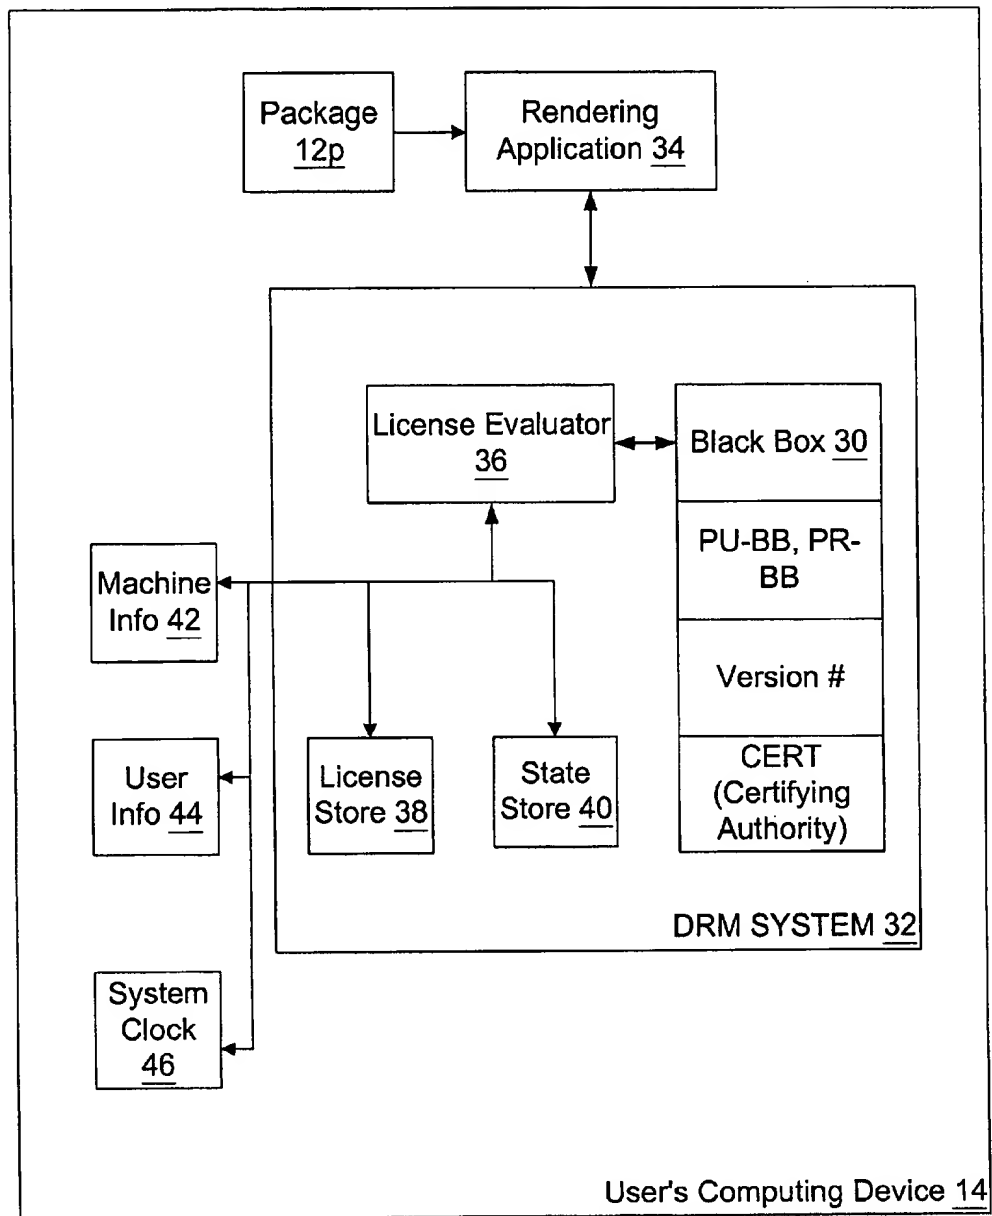 Package
12p
Rendering
Application 34
License Evaluator
36
Black Box 30
PU-BB, PR-
BB
Version #
CERT
(Certifying
Authority)
Machine
Info 42
User
Info 44
License
Store 38
State
Store 40
DRM SYSTEM 32
System
Clock
46
User's Computing Device 14